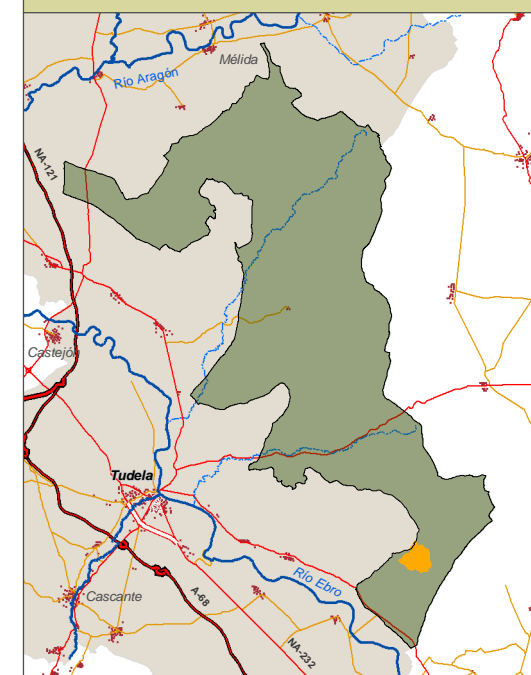 Mélida
Río Aragón
NA-121
Castejón
Tudela
Río Ebro
Cascante
A-68
NA-232